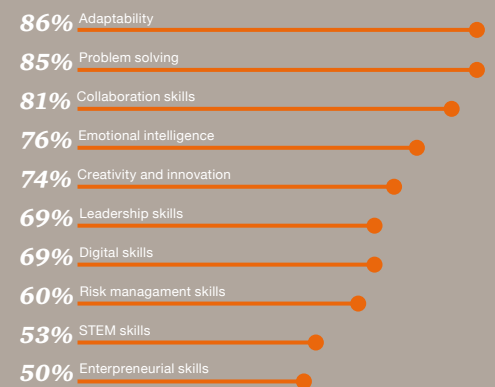 86% Adaptability
85% Problem solving
81% Collaboration skills
76% Emotional intelligence
74% Creativity and innovation
69% Leadership skills
69% Digital skills
60% Risk managament skills
53% STEM skills
50% Enterpreneurial skills